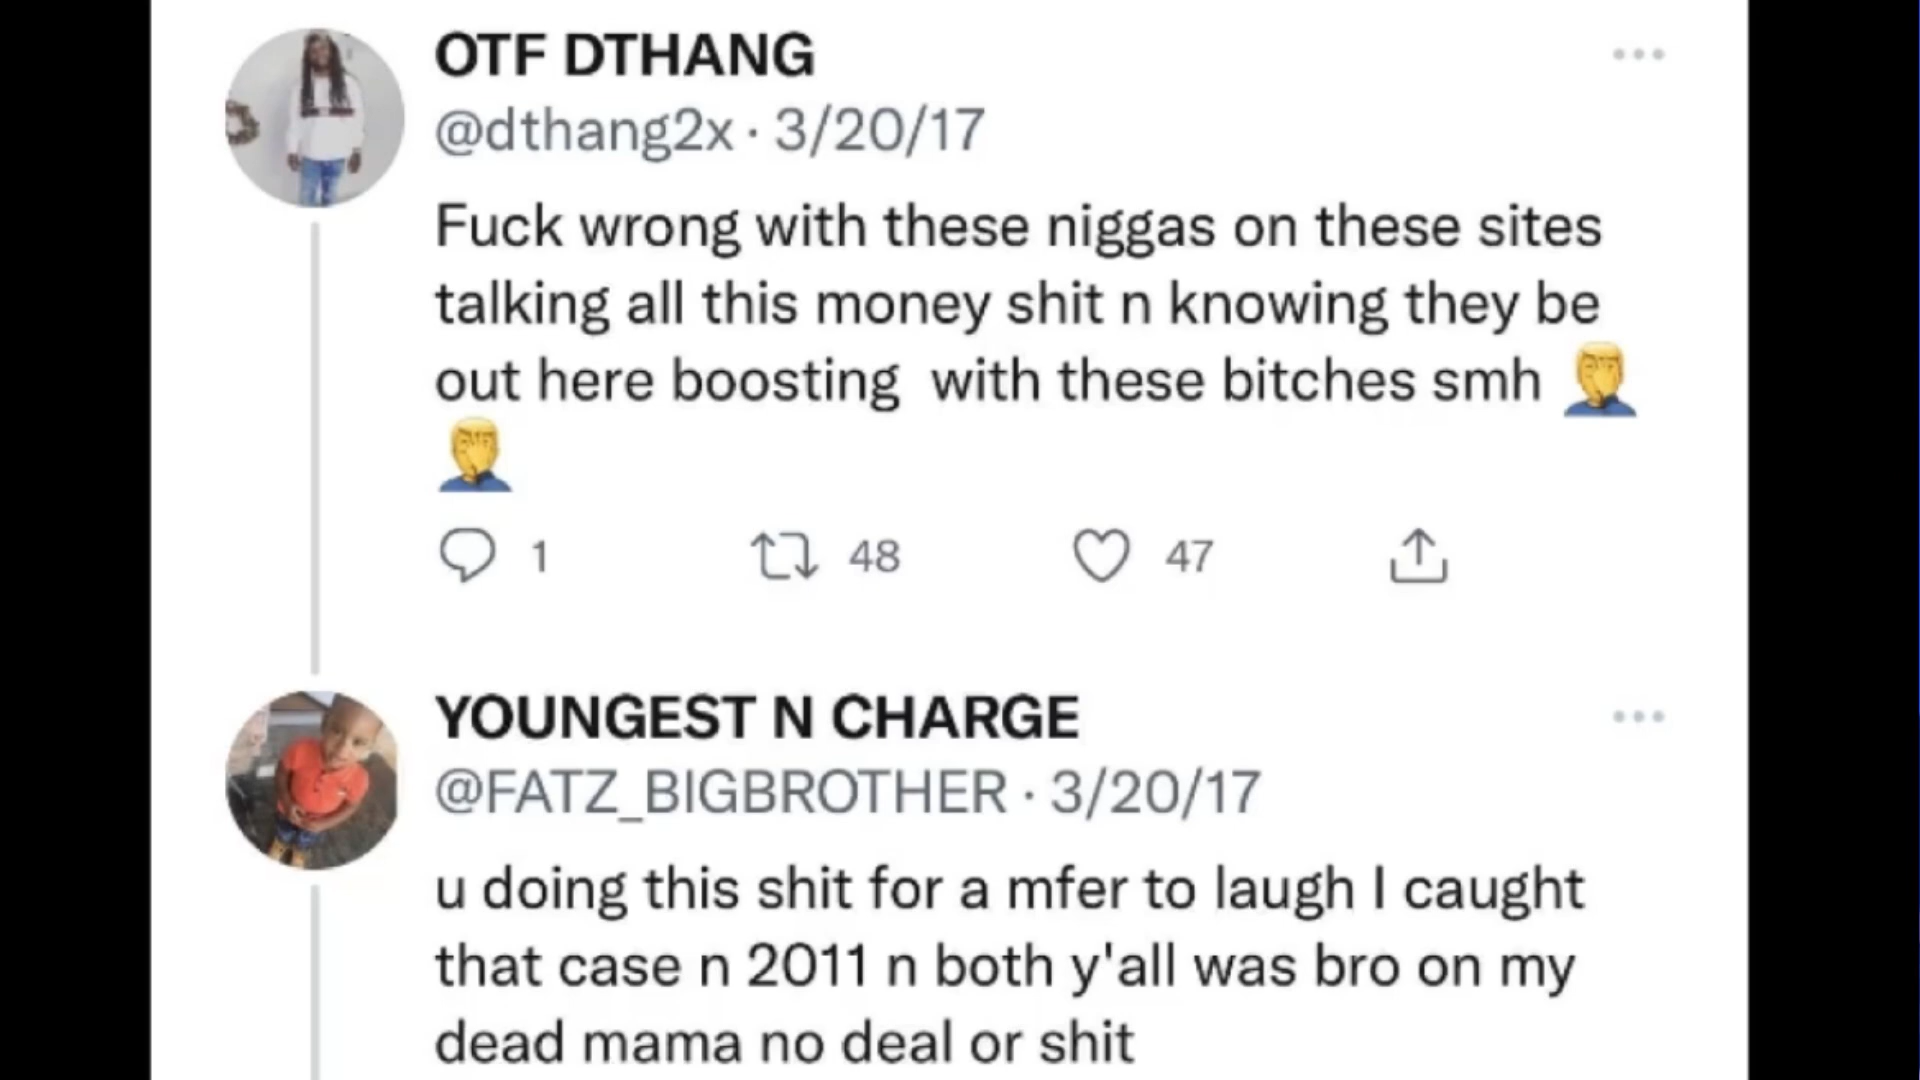 OTF DTHANG
@dthang2x · 3/20/17
Fuck wrong with these niggas on these sites
talking all this money shit n knowing they be
out here boosting  with these bitches smh 🤦‍♂️
🤦‍♂️
1 48 47
YOUNGEST N CHARGE
@FATZ_BIGBROTHER · 3/20/17
u doing this shit for a mfer to laugh I caught
that case n 2011 n both y'all was bro on my
dead mama no deal or shit